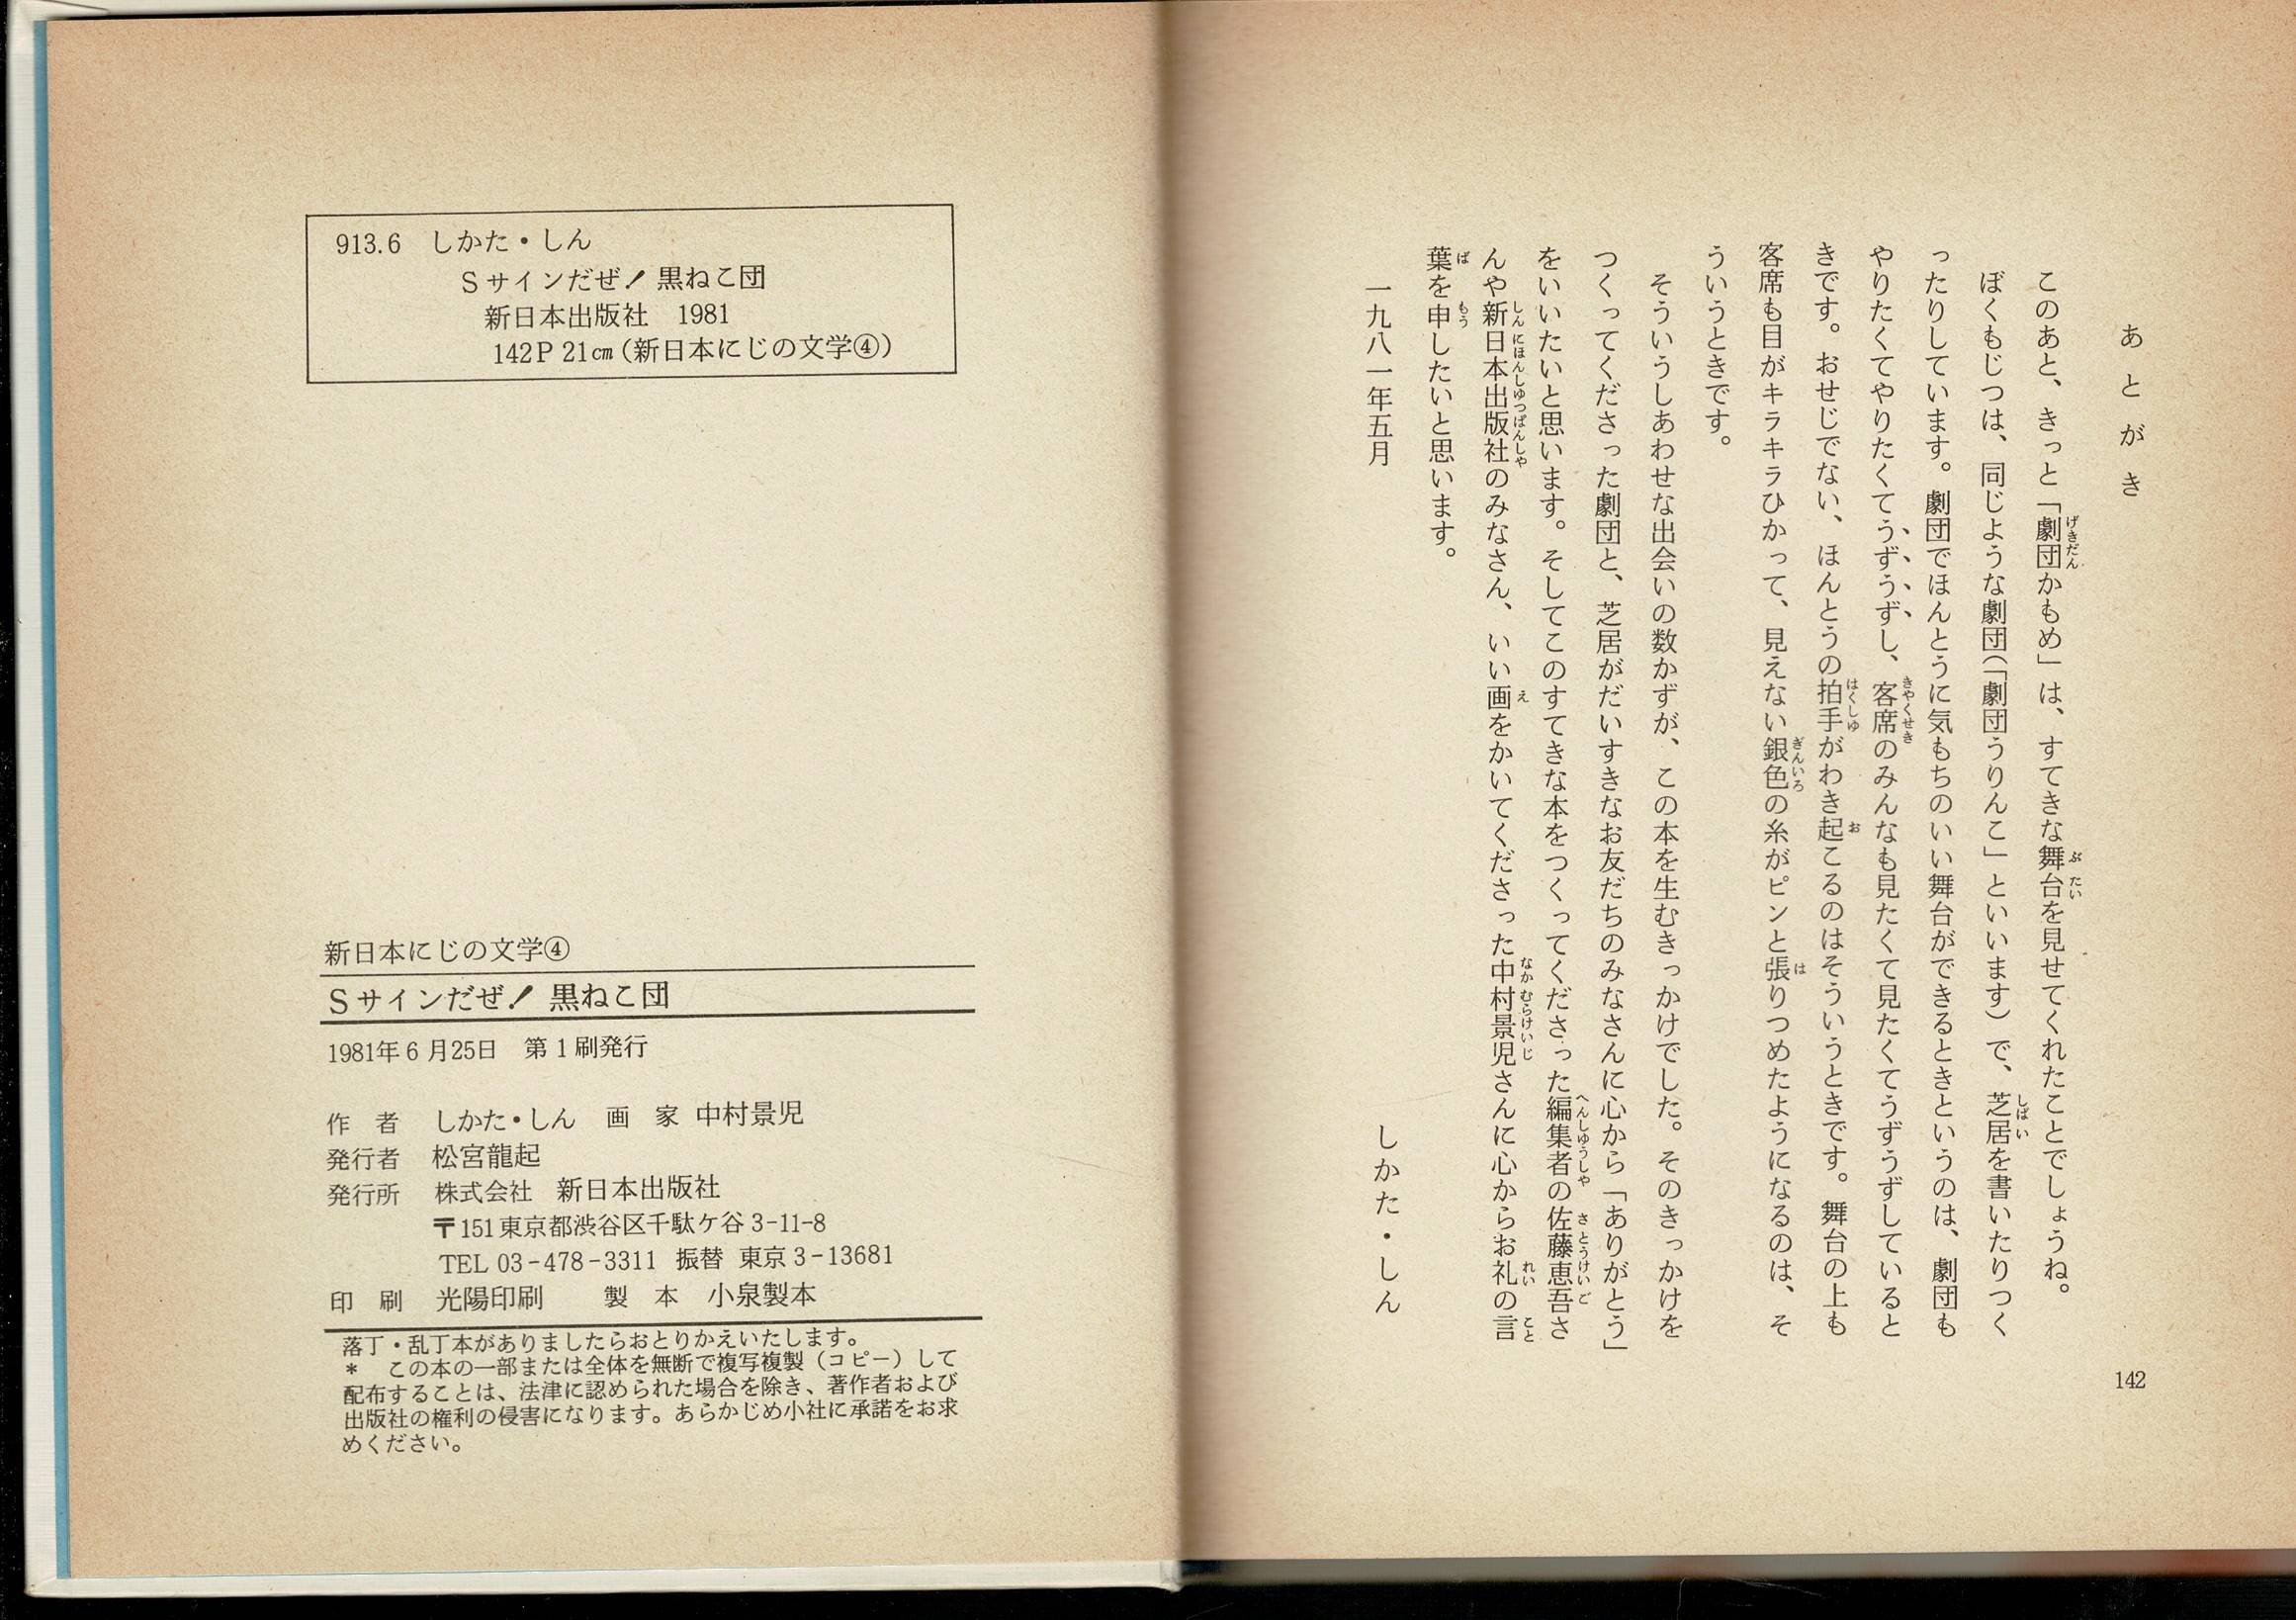 あとがき
このあと、きっと「劇団かもめ」は、すてきな舞台を見せてくれたことでしょうね。
ぼくもじつは、同じような劇団(「劇団うりんこ」といいます)で、芝居を書いたりつく
ったりしています。劇団でほんとうに気もちのいい舞台ができるときというのは、劇団も
やりたくてやりたくてうずうずし、客席のみんなも見たくて見たくてうずうずしていると
きです。おせじでない、ほんとうの拍手がわき起こるのはそういうときです。舞台の上も
客席も目がキラキラひかって、見えない銀色の糸がピンと張りつめたようになるのは、そ
ういうときです。
そういうしあわせな出会いの数かずが、この本を生むきっかけでした。そのきっかけを
つくってくださった劇団と、芝居がだいすきなお友だちのみなさんに心から「ありがとう」
をいいたいと思います。そしてこのすてきな本をつくってくださった編集者の佐藤恵吾さ
んや新日本出版社のみなさん、いい画をかいてくださった中村景児さんに心からお礼の言
葉を申したいと思います。
一九八一年五月
しかた・しん
142
913.6 しかた・しん
Sサインだぜ! 黒ねこ団
新日本出版社 1981
142P 21㎝(新日本にじの文学④)
新日本にじの文学④
Sサインだぜ! 黒ねこ団
1981年6月25日 第1刷発行
作 者 しかた・しん 画 家 中村景児
発行者 松宮龍起
発行所 株式会社 新日本出版社
〒151東京都渋谷区千駄ケ谷3-11-8
TEL 03-478-3311 振替 東京3-13681
印 刷 光陽印刷 製 本 小泉製本
落丁・乱丁本がありましたらおとりかえいたします。
* この本の一部または全体を無断で複写複製(コピー)して
配布することは、法律に認められた場合を除き、著作者および
出版社の権利の侵害になります。あらかじめ小社に承諾をお求
めください。